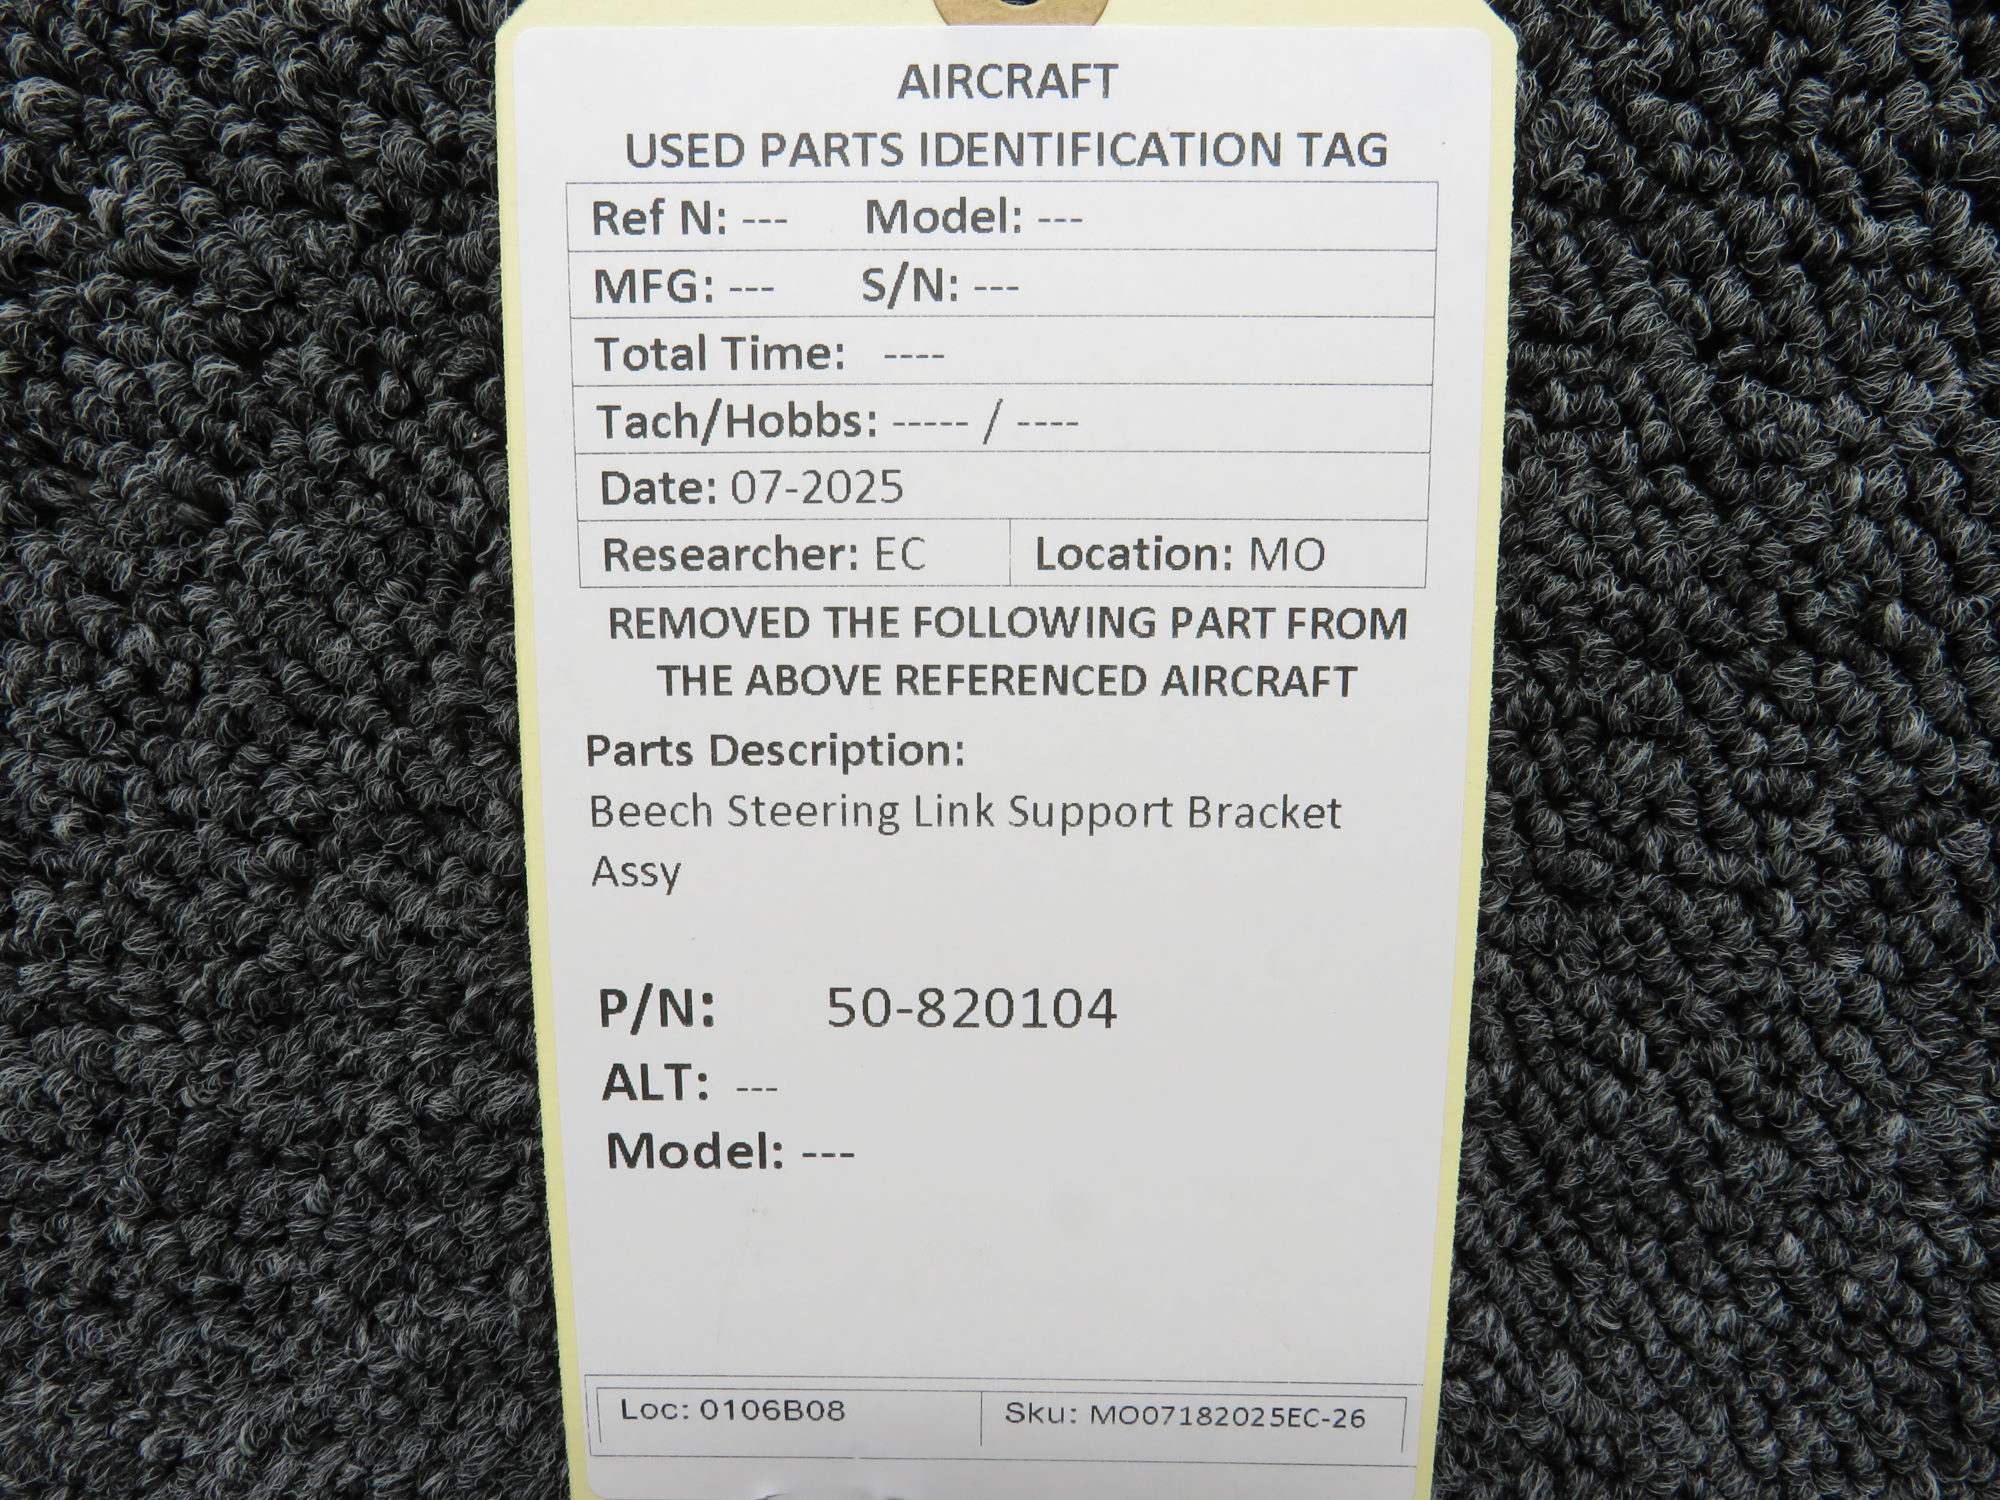 AIRCRAFT
USED PARTS IDENTIFICATION TAG
Ref N: --- Model: ---
MFG: --- S/N: ---
Total Time: ----
Tach/Hobbs: ----- / ----
Date: 07-2025
Researcher: EC Location: MO
REMOVED THE FOLLOWING PART FROM
THE ABOVE REFERENCED AIRCRAFT
Parts Description:
Beech Steering Link Support Bracket
Assy
P/N: 50-820104
ALT: ---
Model: ---
Loc: 0106B08 Sku: MO07182025EC-26